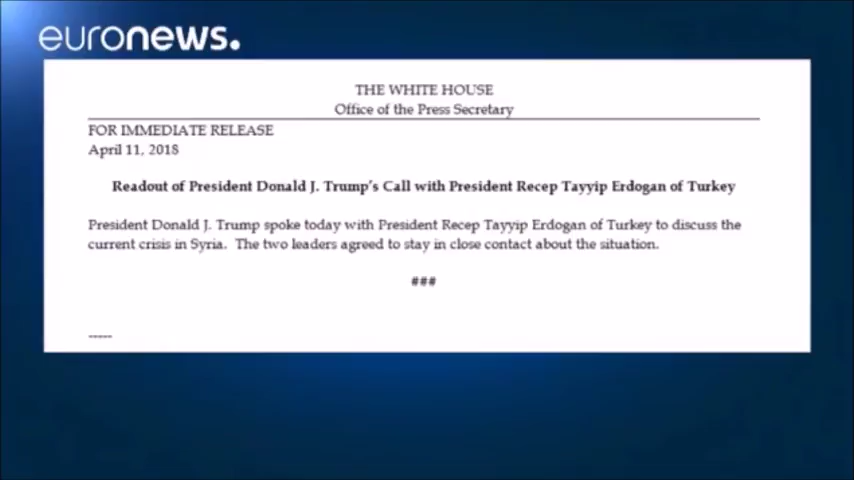 euronews.
THE WHITE HOUSE
Office of the Press Secretary
FOR IMMEDIATE RELEASE
April 11, 2018
Readout of President Donald J. Trump's Call with President Recep Tayyip Erdogan of Turkey
President Donald J. Trump spoke today with President Recep Tayyip Erdogan of Turkey to discuss the
current crisis in Syria. The two leaders agreed to stay in close contact about the situation.
###
-----